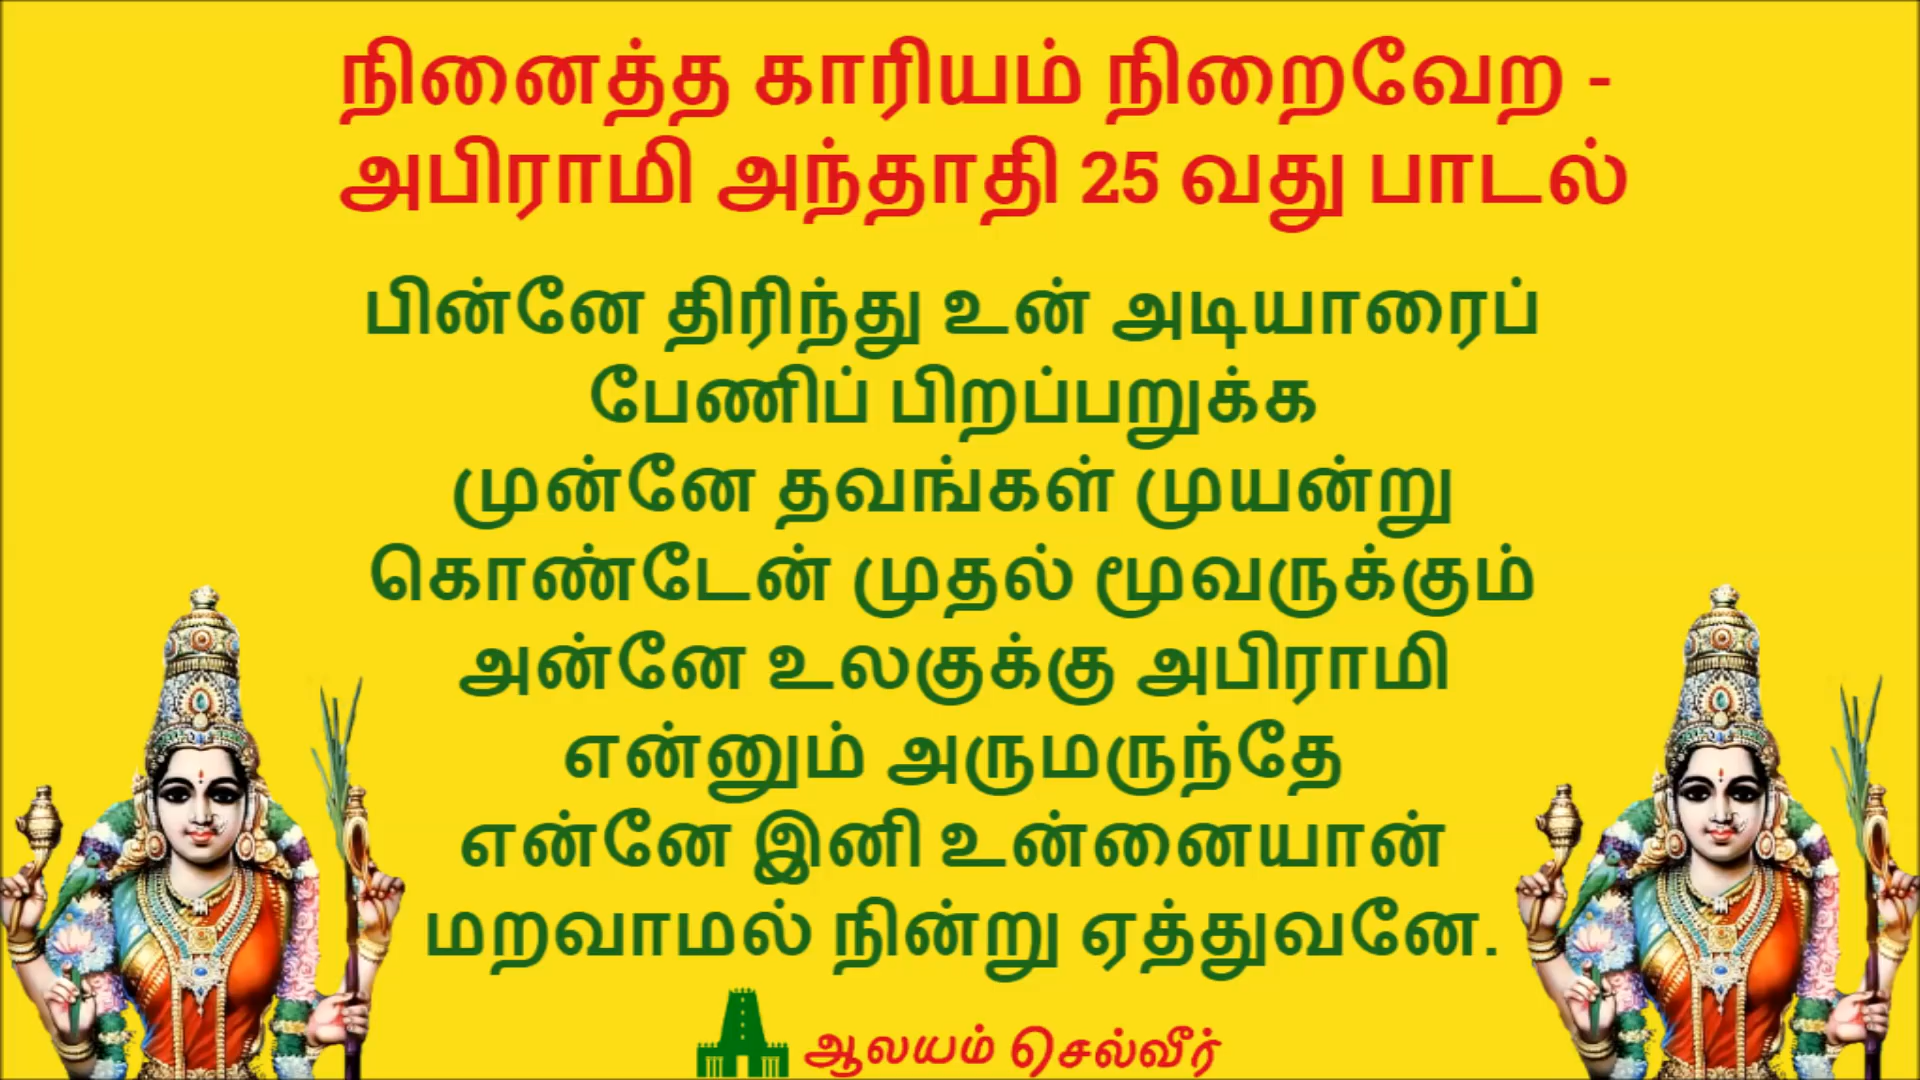 நினைத்த காரியம் நிறைவேற -
அபிராமி அந்தாதி 25 வது பாடல்
பின்னே திரிந்து உன் அடியாரைப்
பேணிப் பிறப்பறுக்க
முன்னே தவங்கள் முயன்று
கொண்டேன் முதல் மூவருக்கும்
அன்னே உலகுக்கு அபிராமி
என்னும் அருமருந்தே
என்னே இனி உன்னையான்
மறவாமல் நின்று ஏத்துவனே.
ஆலயம் செல்வீர்